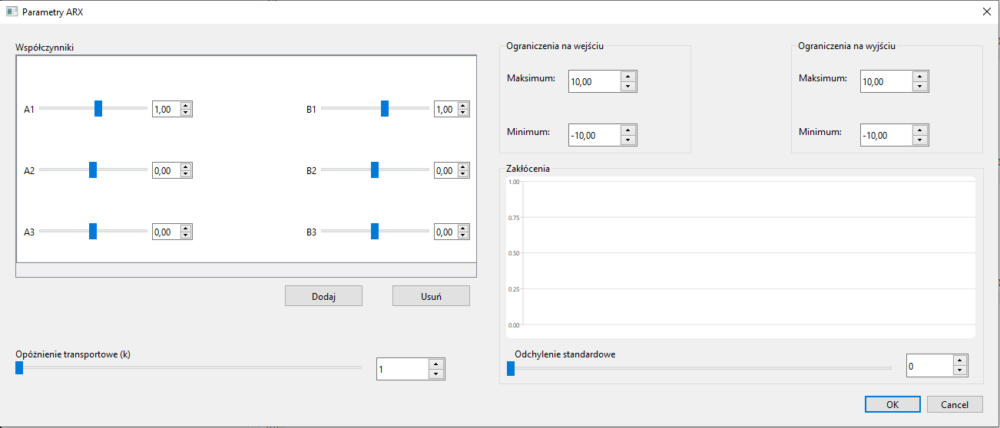 Parametry ARX
Współczynniki
A1 1,00 B1 1,00
A2 0,00 B2 0,00
A3 0,00 B3 0,00
Dodaj Usuń
Opóźnienie transportowe (k)
1
Ograniczenia na wejściu
Maksimum: 10,00
Minimum: -10,00
Ograniczenia na wyjściu
Maksimum: 10,00
Minimum: -10,00
Zakłócenia
1.00
0.75
0.50
0.25
0.00
Odchylenie standardowe
0
OK Cancel